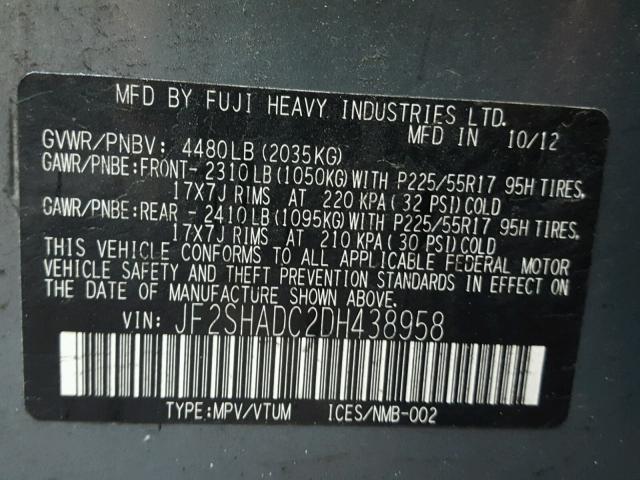 MFD BY FUJI HEAVY INDUSTRIES LTD.
MFD IN 10/12
GVWR/PNBV: 4480LB (2035KG)
GAWR/PNBE:FRONT- 2310LB (1050KG) WITH P225/55R17 95H TIRES,
17X7J RIMS AT 220 KPA (32 PSI) COLD
GAWR/PNBE:REAR - 2410LB (1095KG) WITH P225/55R17 95H TIRES,
17X7J RIMS AT 210 KPA (30 PSI) COLD
THIS VEHICLE CONFORMS TO ALL APPLICABLE FEDERAL MOTOR
VEHICLE SAFETY AND THEFT PREVENTION STANDARDS IN EFFECT ON
THE DATE OF MANUFACTURE SHOWN ABOVE.
VIN: JF2SHADC2DH438958
TYPE:MPV/VTUM ICES/NMB-002